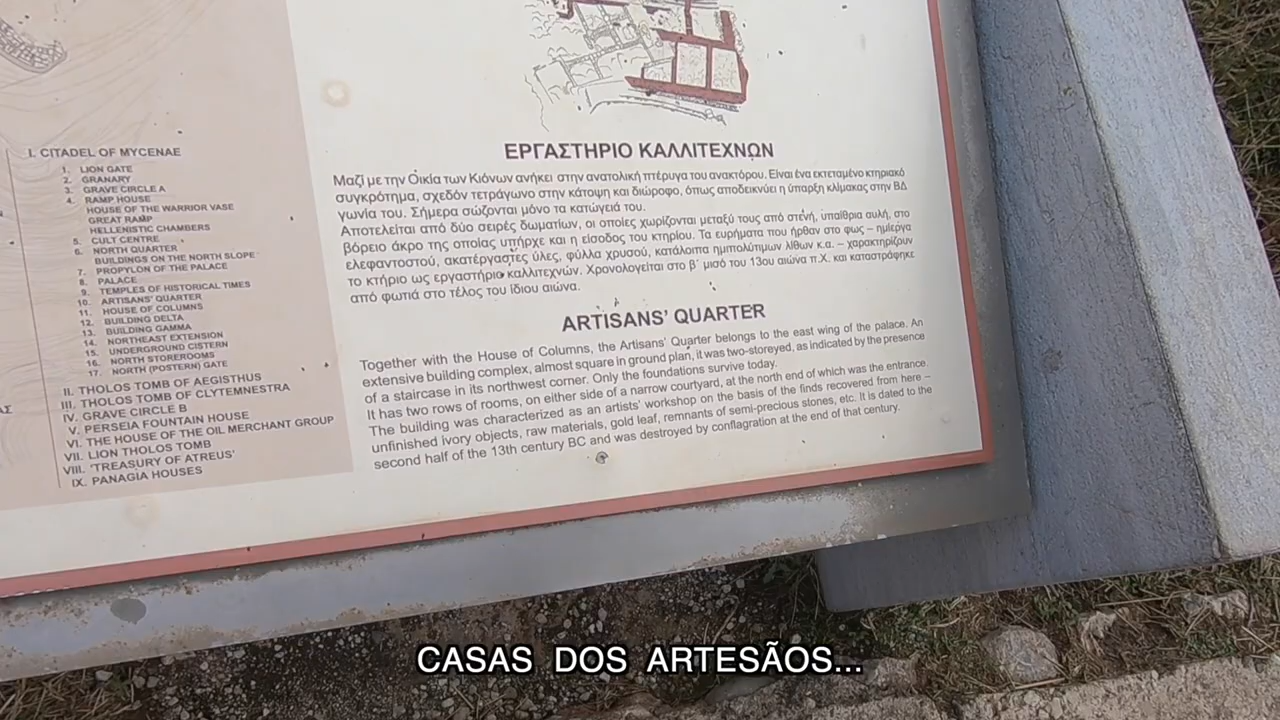 I. CITADEL OF MYCENAE
1. LION GATE
2. GRANARY
3. GRAVE CIRCLE A
4. RAMP HOUSE
HOUSE OF THE WARRIOR VASE
GREAT RAMP
HELLENISTIC CHAMBERS
5. CULT CENTRE
6. NORTH QUARTER
BUILDINGS ON THE NORTH SLOPE
7. PROPYLON OF THE PALACE
8. PALACE
9. TEMPLES OF HISTORICAL TIMES
10. ARTISANS' QUARTER
11. HOUSE OF COLUMNS
12. BUILDING DELTA
13. BUILDING GAMMA
14. NORTHEAST EXTENSION
15. UNDERGROUND CISTERN
16. NORTH STOREROOMS
17. NORTH (POSTERN) GATE
II. THOLOS TOMB OF AEGISTHUS
III. THOLOS TOMB OF CLYTEMNESTRA
IV. GRAVE CIRCLE B
V. PERSEIA FOUNTAIN HOUSE
VI. THE HOUSE OF THE OIL MERCHANT GROUP
VII. LION THOLOS TOMB
VIII. 'TREASURY OF ATREUS'
IX. PANAGIA HOUSES
ΕΡΓΑΣΤΗΡΙΟ ΚΑΛΛΙΤΕΧΝΩΝ
Μαζί με την Οικία των Κιόνων ανήκει στην ανατολική πτέρυγα του ανακτόρου. Είναι ένα εκτεταμένο κτηριακό
συγκρότημα, σχεδόν τετράγωνο στην κάτοψη και διώροφο, όπως αποδεικνύει η ύπαρξη κλίμακας στην ΒΔ
γωνία του. Σήμερα σώζονται μόνο τα κατώγειά του.
Αποτελείται από δύο σειρές δωματίων, οι οποίες χωρίζονται μεταξύ τους από στενή, υπαίθρια αυλή, στο
βόρειο άκρο της οποίας υπήρχε και η είσοδος του κτηρίου. Τα ευρήματα που ήρθαν στο φως – ημίεργα
ελεφαντοστού, ακατέργαστες ύλες, φύλλα χρυσού, κατάλοιπα ημιπολύτιμων λίθων κ.α. – χαρακτηρίζουν
το κτήριο ως εργαστήριο καλλιτεχνών. Χρονολογείται στο β΄ μισό του 13ου αιώνα π.Χ. και καταστράφηκε
από φωτιά στο τέλος του ίδιου αιώνα.
ARTISANS' QUARTER
Together with the House of Columns, the Artisans' Quarter belongs to the east wing of the palace. An
extensive building complex, almost square in ground plan, it was two-storeyed, as indicated by the presence
of a staircase in its northwest corner. Only the foundations survive today.
It has two rows of rooms, on either side of a narrow courtyard, at the north end of which was the entrance.
The building was characterized as an artists' workshop on the basis of the finds recovered from here –
unfinished ivory objects, raw materials, gold leaf, remnants of semi-precious stones, etc. It is dated to the
second half of the 13th century BC and was destroyed by conflagration at the end of that century.
CASAS DOS ARTESÃOS...